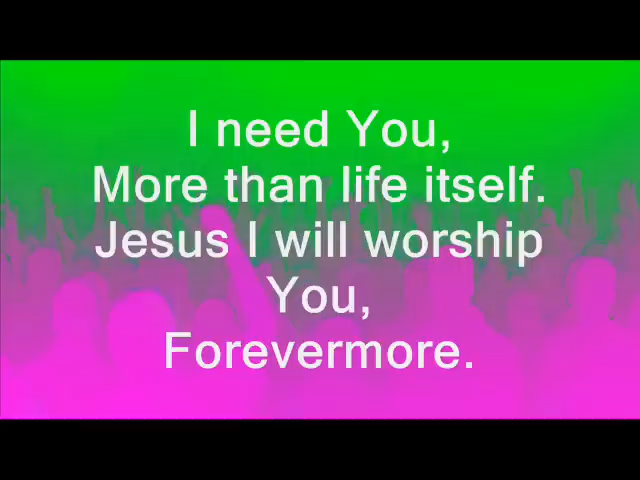 I need You,
More than life itself.
Jesus I will worship
You,
Forevermore.